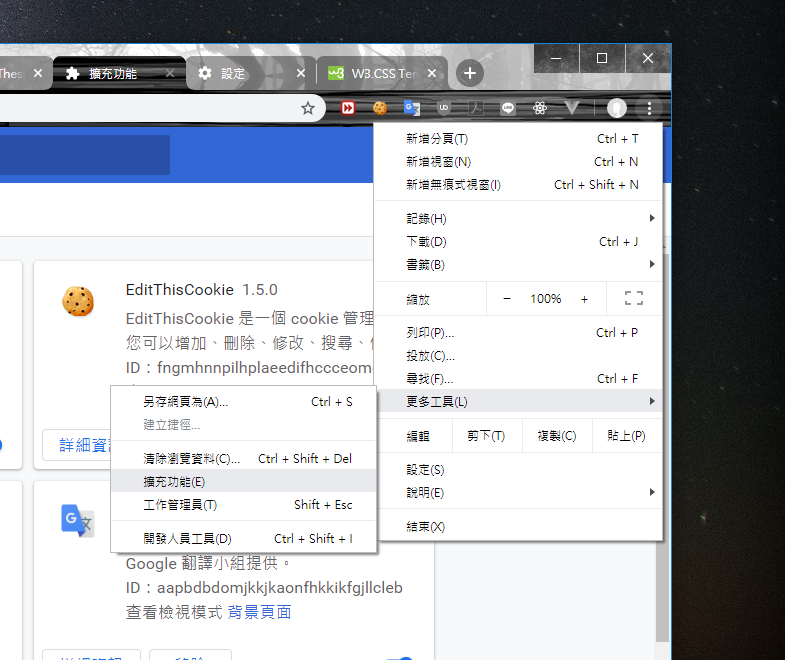 擴充功能
設定
W3.CSS Ter
新增分頁(T) Ctrl + T
新增視窗(N) Ctrl + N
新增無痕式視窗(I) Ctrl + Shift + N
記錄(H)
下載(D) Ctrl + J
書籤(B)
縮放 − 100% +
列印(P)... Ctrl + P
投放(C)...
尋找(F)... Ctrl + F
更多工具(L)
編輯 剪下(T) 複製(C) 貼上(P)
設定(S)
說明(E)
結束(X)
另存網頁為(A)... Ctrl + S
建立捷徑...
清除瀏覽資料(C)... Ctrl + Shift + Del
擴充功能(E)
工作管理員(T) Shift + Esc
開發人員工具(D) Ctrl + Shift + I
EditThisCookie 1.5.0
EditThisCookie 是一個 cookie 管理
您可以增加、刪除、修改、搜尋、
ID：fngmhnnpilhplaeedifhccceom
詳細資
Google 翻譯小組提供。
ID：aapbdbdomjkkjkaonfhkkikfgjllcleb
查看檢視模式 背景頁面